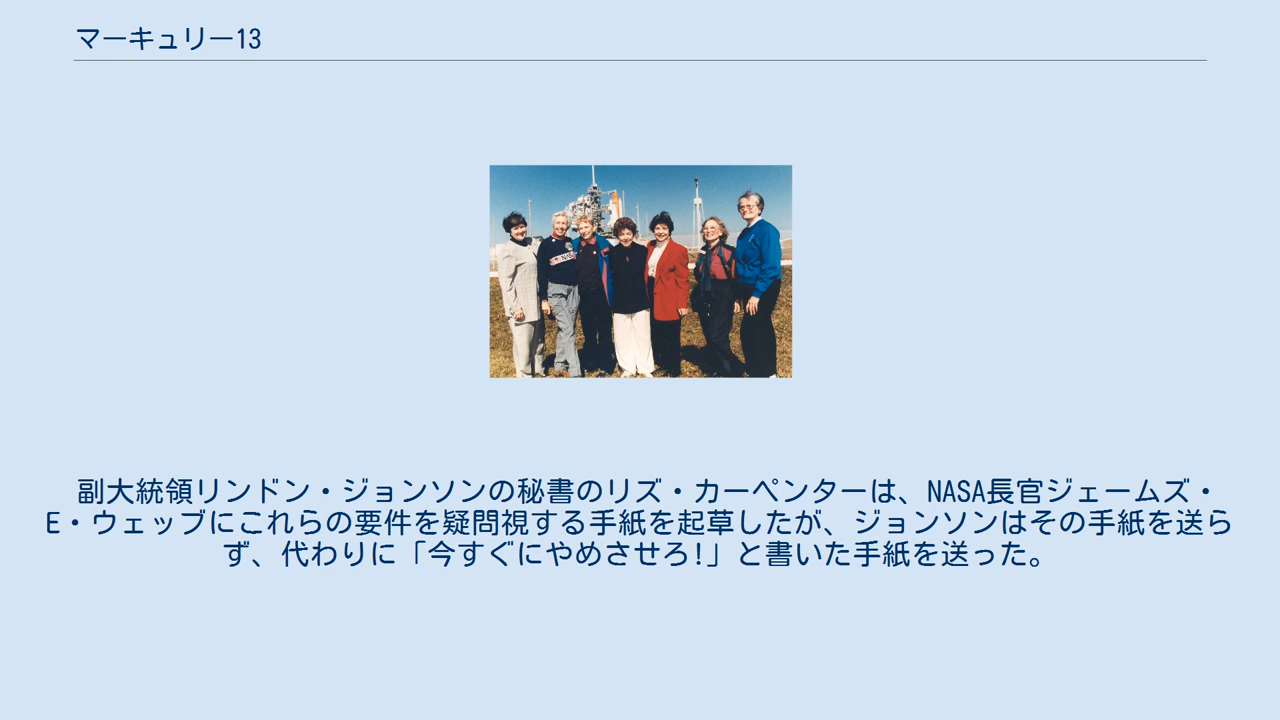 マーキュリー13
副大統領リンドン・ジョンソンの秘書のリズ・カーペンターは、NASA長官ジェームズ・
E・ウェッブにこれらの要件を疑問視する手紙を起草したが、ジョンソンはその手紙を送ら
ず、代わりに「今すぐにやめさせろ!」と書いた手紙を送った。